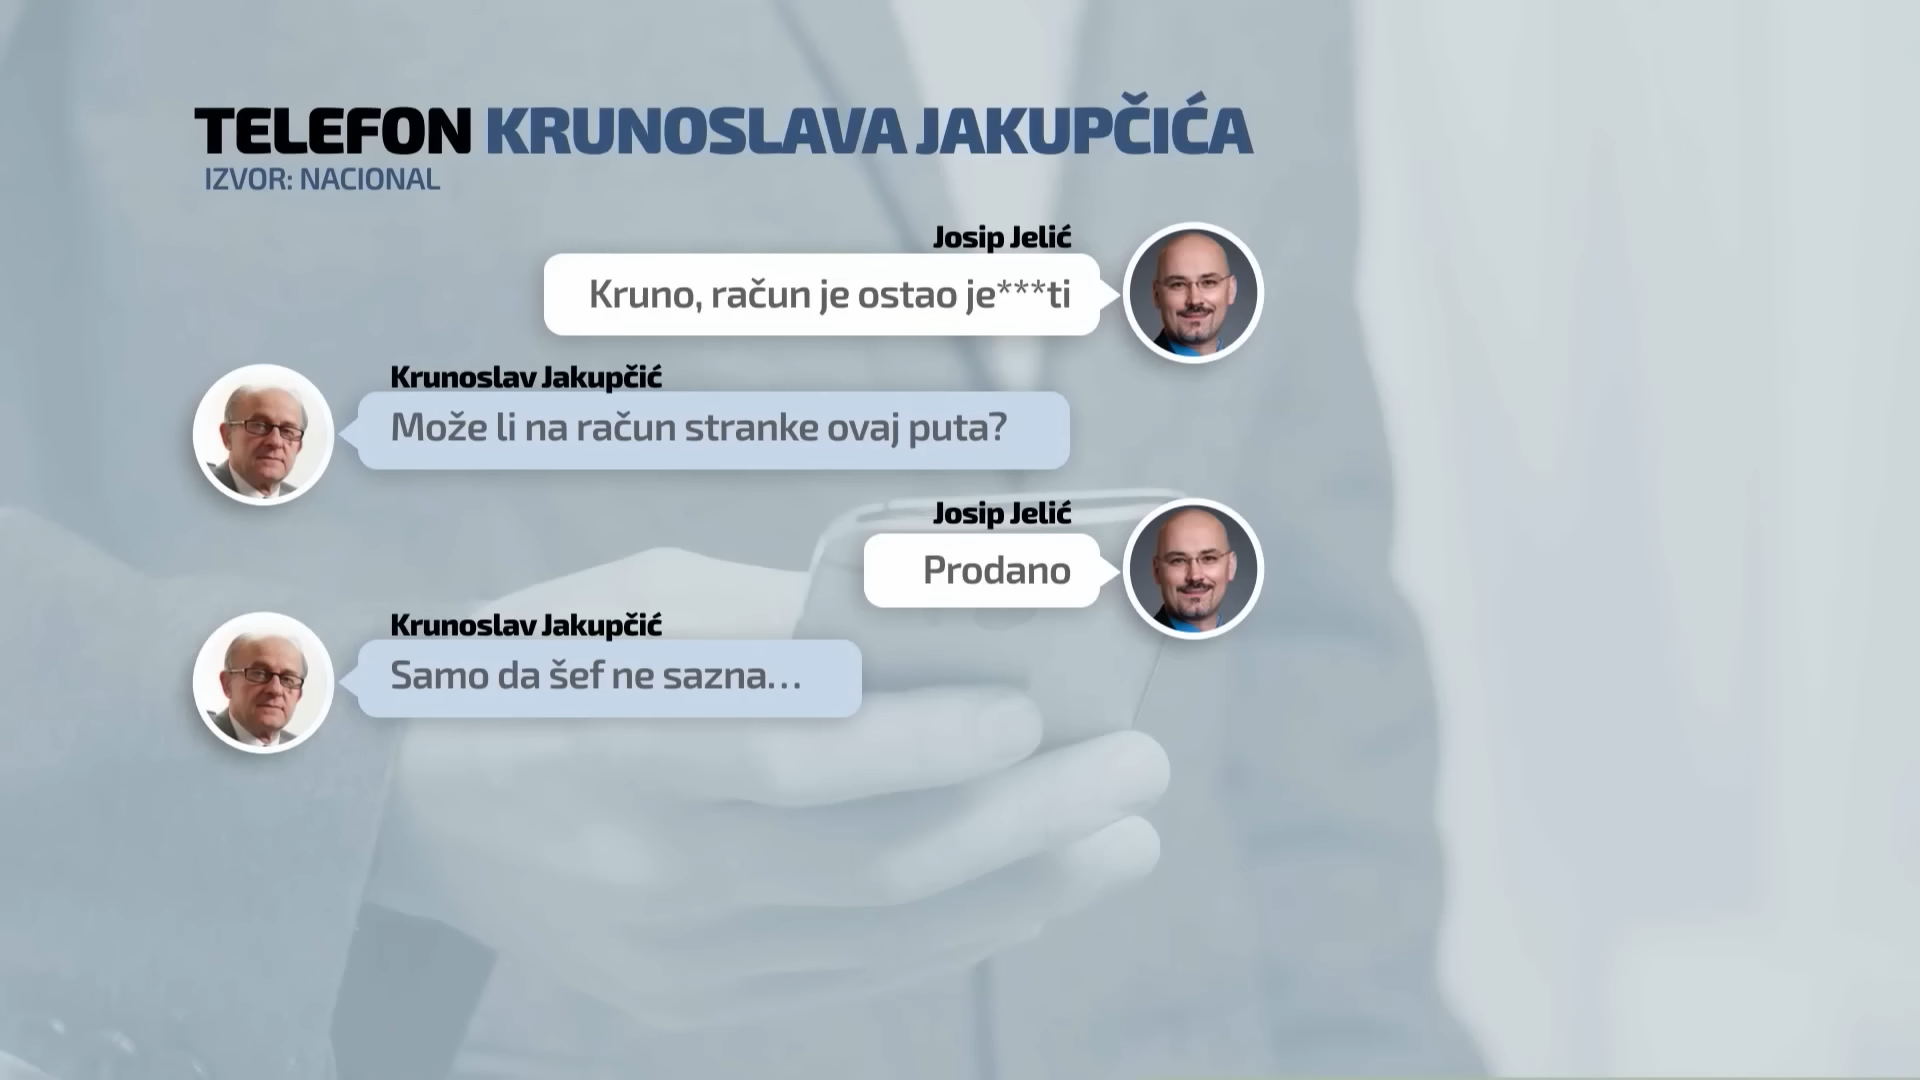 TELEFON KRUNOSLAVA JAKUPČIĆA
IZVOR: NACIONAL
Josip Jelić
Kruno, račun je ostao je***ti
Krunoslav Jakupčić
Može li na račun stranke ovaj puta?
Josip Jelić
Prodano
Krunoslav Jakupčić
Samo da šef ne sazna...